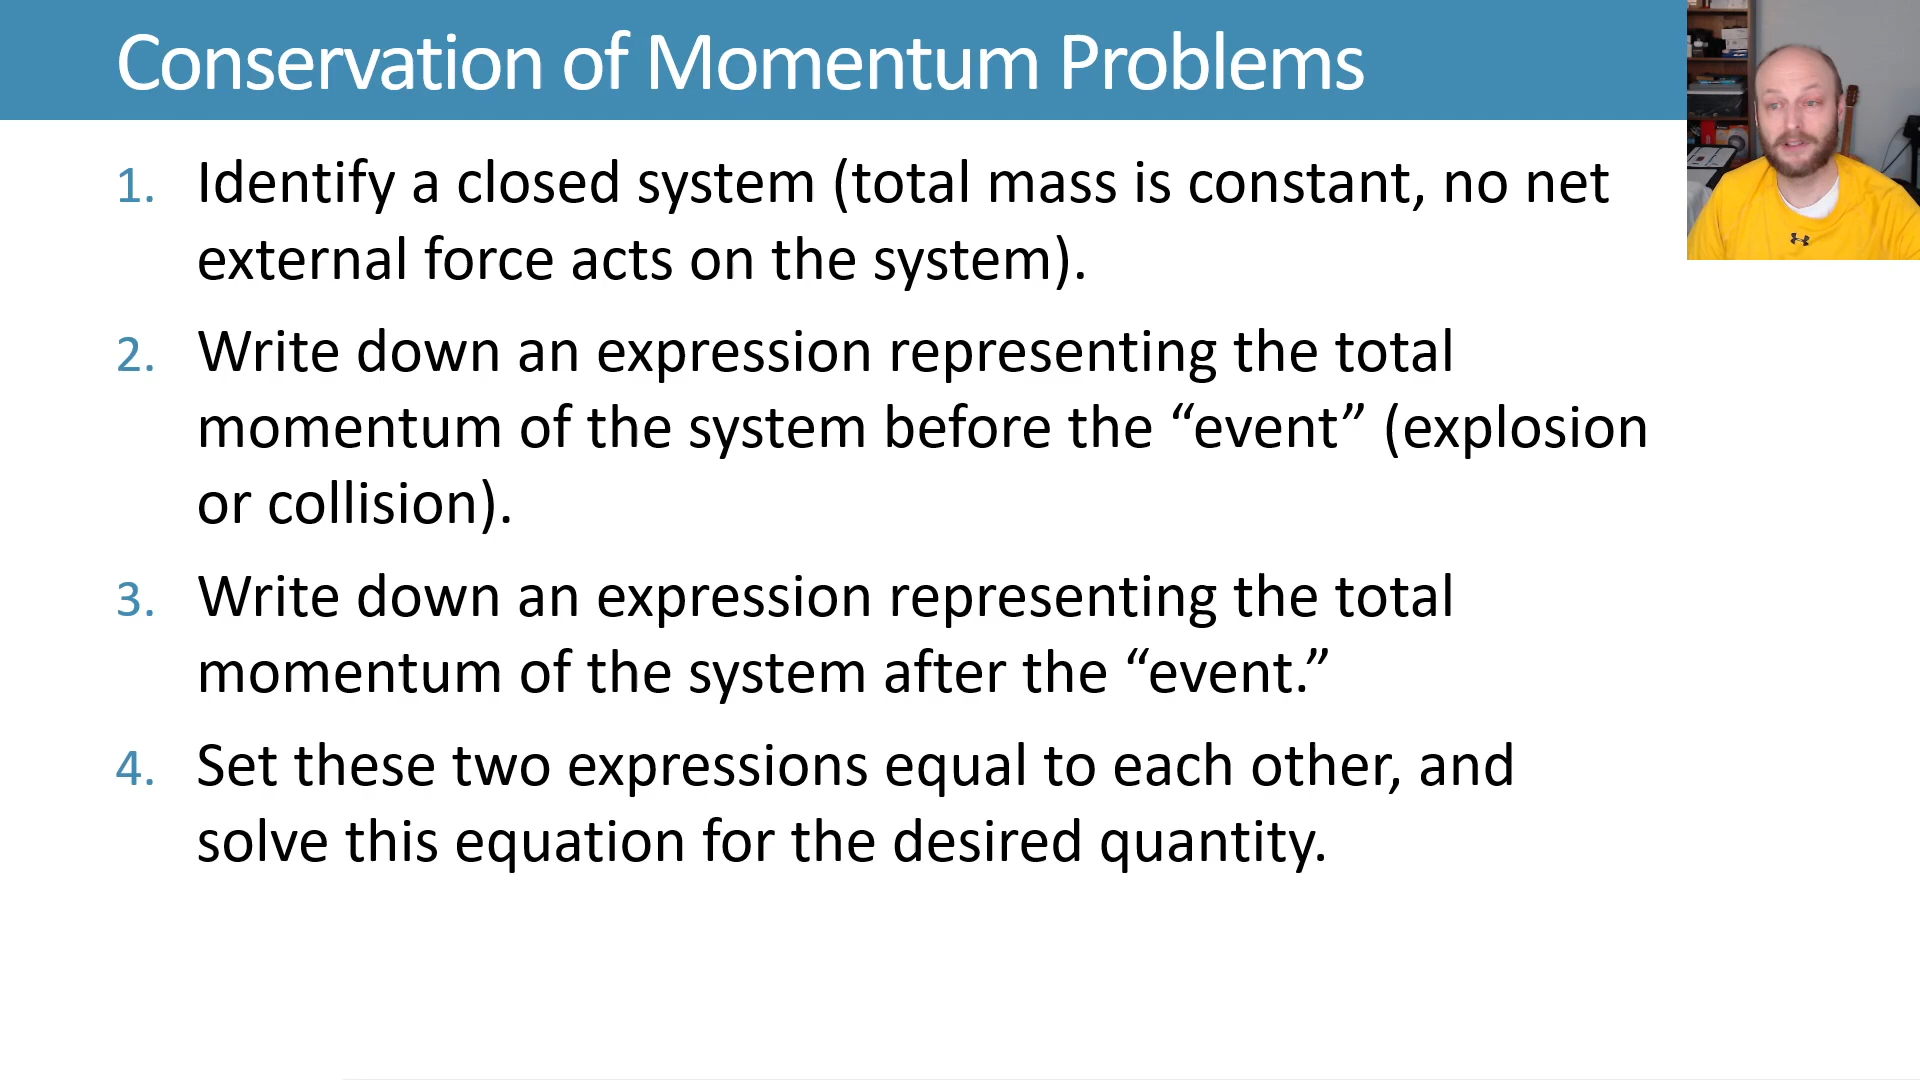 Conservation of Momentum Problems
1. Identify a closed system (total mass is constant, no net
external force acts on the system).
2. Write down an expression representing the total
momentum of the system before the “event” (explosion
or collision).
3. Write down an expression representing the total
momentum of the system after the “event.”
4. Set these two expressions equal to each other, and
solve this equation for the desired quantity.